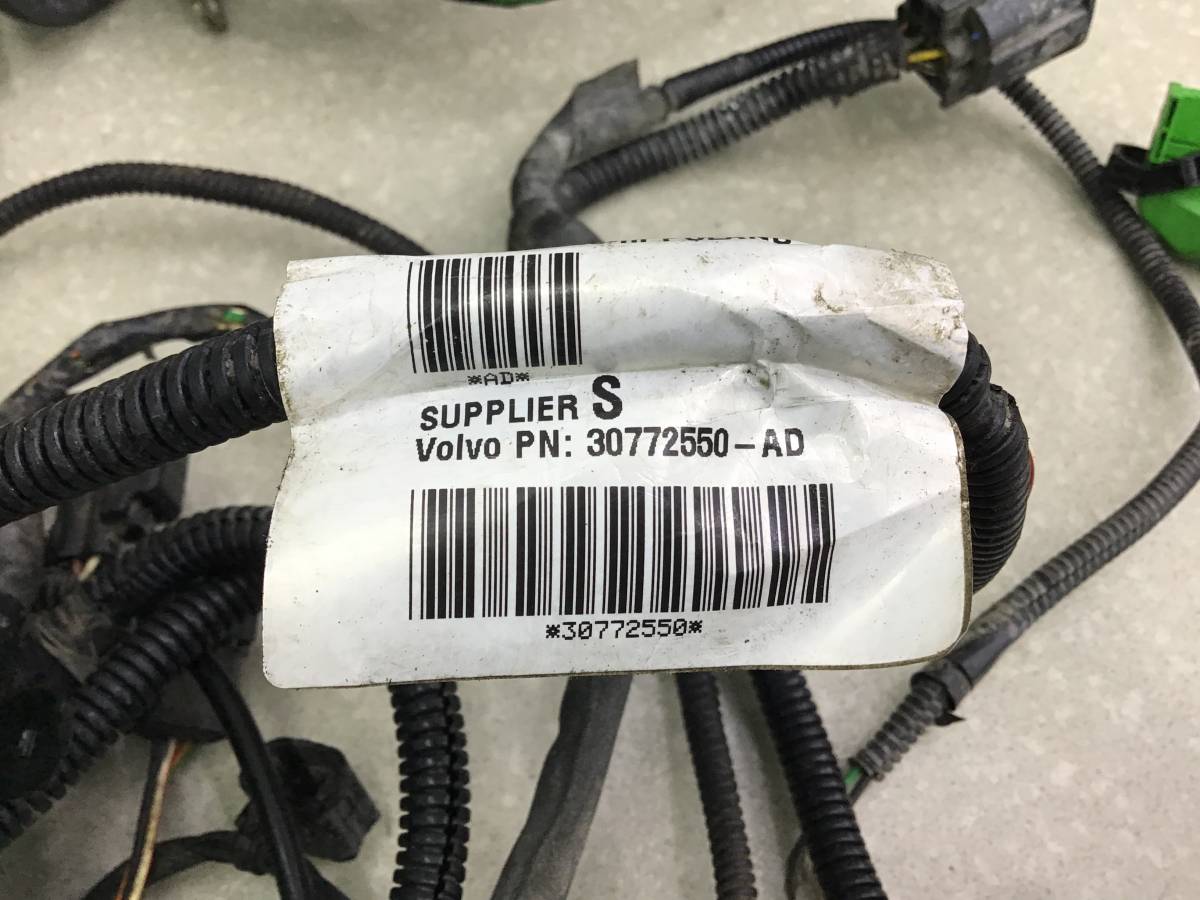 *AD*
SUPPLIER S
Volvo PN: 30772550-AD
*30772550*